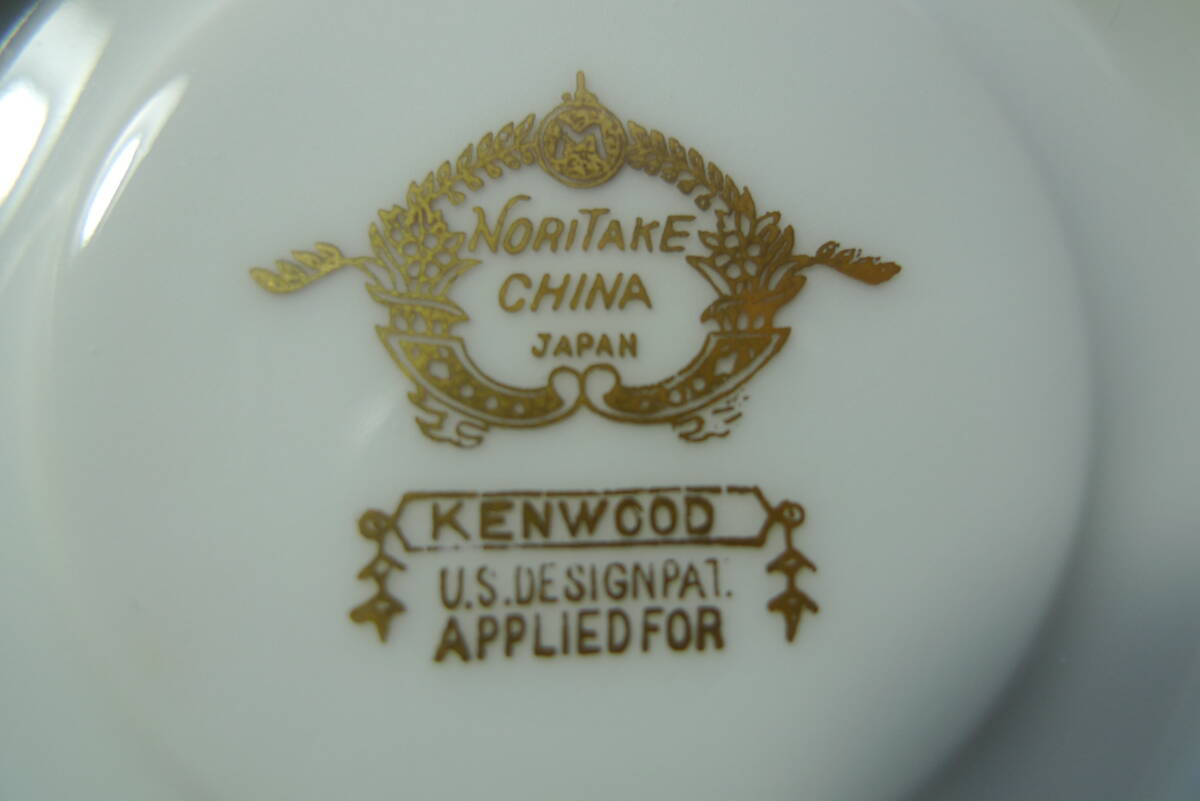 M
NORITAKE
CHINA
JAPAN
KENWOOD
U.S.DESIGN PAT.
APPLIED FOR